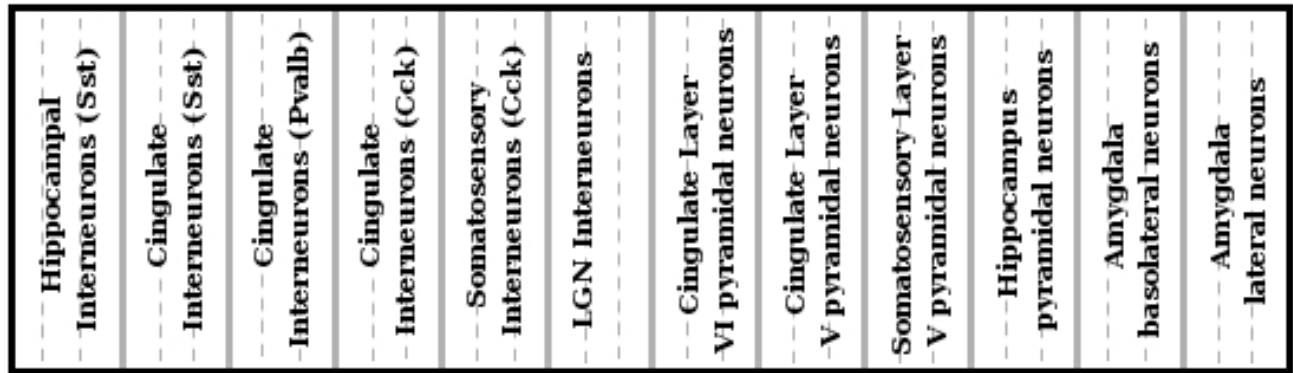 Hippocampal
Interneurons (Sst)
Cingulate
Interneurons (Sst)
Cingulate
Interneurons (Pvalb)
Cingulate
Interneurons (Cck)
Somatosensory
Interneurons (Cck)
LGN Interneurons
Cingulate Layer
VI pyramidal neurons
Cingulate Layer
V pyramidal neurons
Somatosensory Layer
V pyramidal neurons
Hippocampus
pyramidal neurons
Amygdala
basolateral neurons
Amygdala
lateral neurons